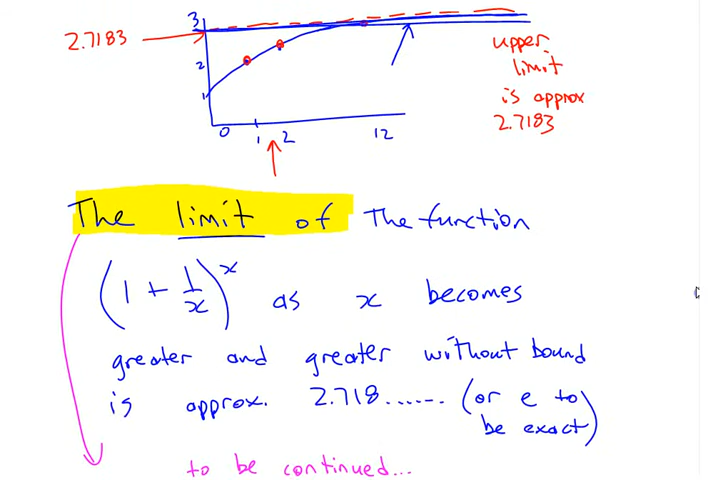 3
2.7183
2
1
0 1 2 12
upper
limit
is approx
2.7183
The limit of the function
(1 + 1/x)^x as x becomes
greater and greater without bound
is approx. 2.718...... (or e to
be exact)
to be continued...